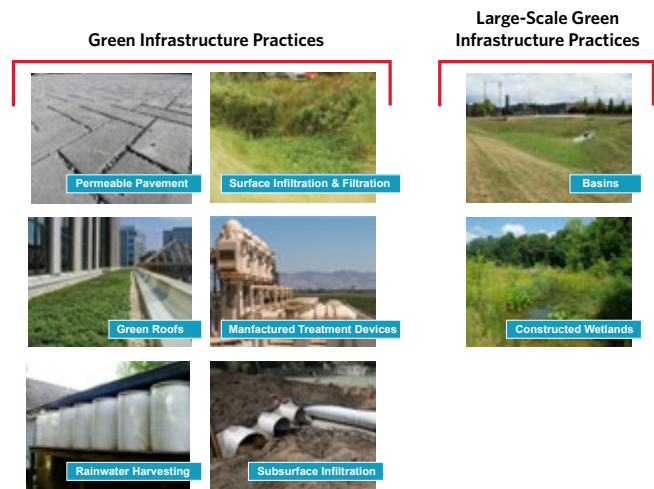 Green Infrastructure Practices
Large-Scale Green
Infrastructure Practices
Permeable Pavement
Surface Infiltration & Filtration
Basins
Green Roofs
Manfactured Treatment Devices
Constructed Wetlands
Rainwater Harvesting
Subsurface Infiltration